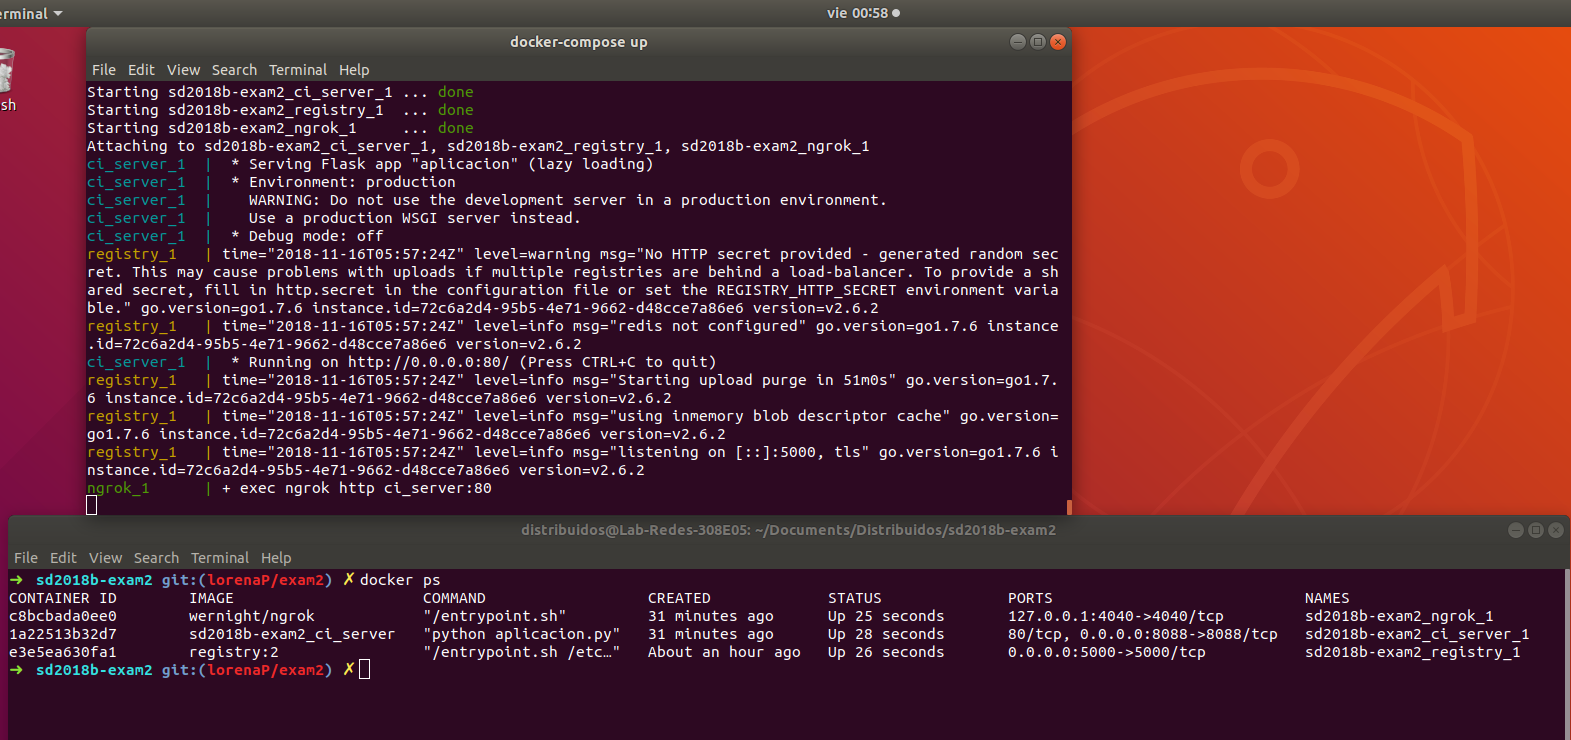 erminal
vie 00:58
sh
docker-compose up
File Edit View Search Terminal Help
Starting sd2018b-exam2_ci_server_1 ... done
Starting sd2018b-exam2_registry_1  ... done
Starting sd2018b-exam2_ngrok_1     ... done
Attaching to sd2018b-exam2_ci_server_1, sd2018b-exam2_registry_1, sd2018b-exam2_ngrok_1
ci_server_1  |  * Serving Flask app "aplicacion" (lazy loading)
ci_server_1  |  * Environment: production
ci_server_1  |    WARNING: Do not use the development server in a production environment.
ci_server_1  |    Use a production WSGI server instead.
ci_server_1  |  * Debug mode: off
registry_1   | time="2018-11-16T05:57:24Z" level=warning msg="No HTTP secret provided - generated random sec
ret. This may cause problems with uploads if multiple registries are behind a load-balancer. To provide a sh
ared secret, fill in http.secret in the configuration file or set the REGISTRY_HTTP_SECRET environment varia
ble." go.version=go1.7.6 instance.id=72c6a2d4-95b5-4e71-9662-d48cce7a86e6 version=v2.6.2
registry_1   | time="2018-11-16T05:57:24Z" level=info msg="redis not configured" go.version=go1.7.6 instance
.id=72c6a2d4-95b5-4e71-9662-d48cce7a86e6 version=v2.6.2
ci_server_1  |  * Running on http://0.0.0.0:80/ (Press CTRL+C to quit)
registry_1   | time="2018-11-16T05:57:24Z" level=info msg="Starting upload purge in 51m0s" go.version=go1.7.
6 instance.id=72c6a2d4-95b5-4e71-9662-d48cce7a86e6 version=v2.6.2
registry_1   | time="2018-11-16T05:57:24Z" level=info msg="using inmemory blob descriptor cache" go.version=
go1.7.6 instance.id=72c6a2d4-95b5-4e71-9662-d48cce7a86e6 version=v2.6.2
registry_1   | time="2018-11-16T05:57:24Z" level=info msg="listening on [::]:5000, tls" go.version=go1.7.6 i
nstance.id=72c6a2d4-95b5-4e71-9662-d48cce7a86e6 version=v2.6.2
ngrok_1      | + exec ngrok http ci_server:80
distribuidos@Lab-Redes-308E05: ~/Documents/Distribuidos/sd2018b-exam2
File Edit View Search Terminal Help
➜  sd2018b-exam2 git:(lorenaP/exam2) ✗ docker ps
CONTAINER ID        IMAGE                     COMMAND                  CREATED             STATUS              PORTS                            NAMES
c8bcbada0ee0        wernight/ngrok            "/entrypoint.sh"         31 minutes ago      Up 25 seconds       127.0.0.1:4040->4040/tcp         sd2018b-exam2_ngrok_1
1a22513b32d7        sd2018b-exam2_ci_server   "python aplicacion.py"   31 minutes ago      Up 28 seconds       80/tcp, 0.0.0.0:8088->8088/tcp   sd2018b-exam2_ci_server_1
e3e5ea630fa1        registry:2                "/entrypoint.sh /etc…"   About an hour ago   Up 26 seconds       0.0.0.0:5000->5000/tcp           sd2018b-exam2_registry_1
➜  sd2018b-exam2 git:(lorenaP/exam2) ✗